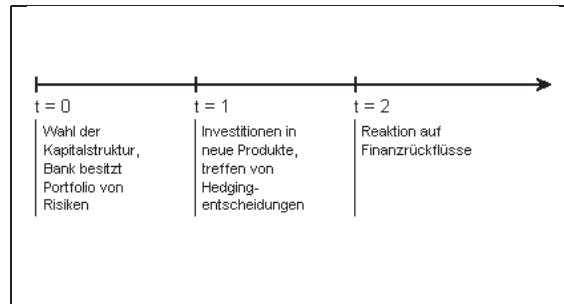 t = 0
Wahl der
Kapitalstruktur,
Bank besitzt
Portfolio von
Risiken
t = 1
Investitionen in
neue Produkte,
treffen von
Hedging-
entscheidungen
t = 2
Reaktion auf
Finanzrückflüsse